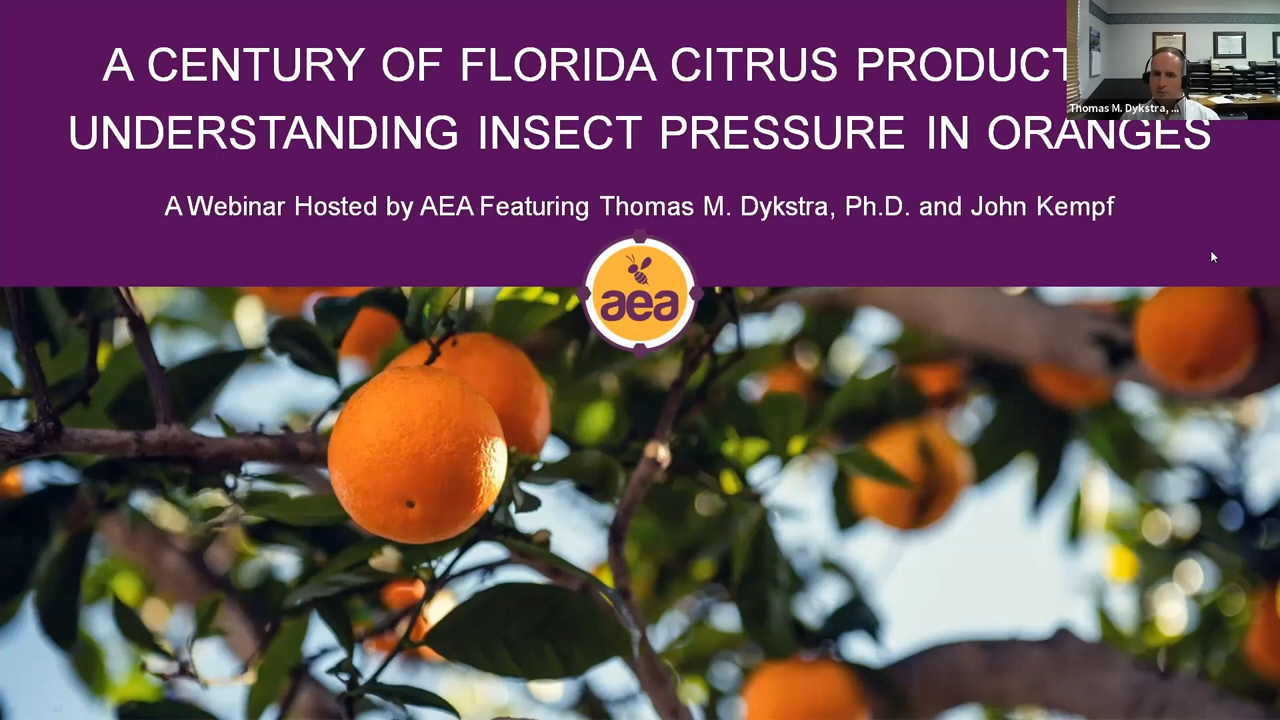 A CENTURY OF FLORIDA CITRUS PRODUCT
UNDERSTANDING INSECT PRESSURE IN ORANGES
A Webinar Hosted by AEA Featuring Thomas M. Dykstra, Ph.D. and John Kempf
aea
Thomas M. Dykstra, ...